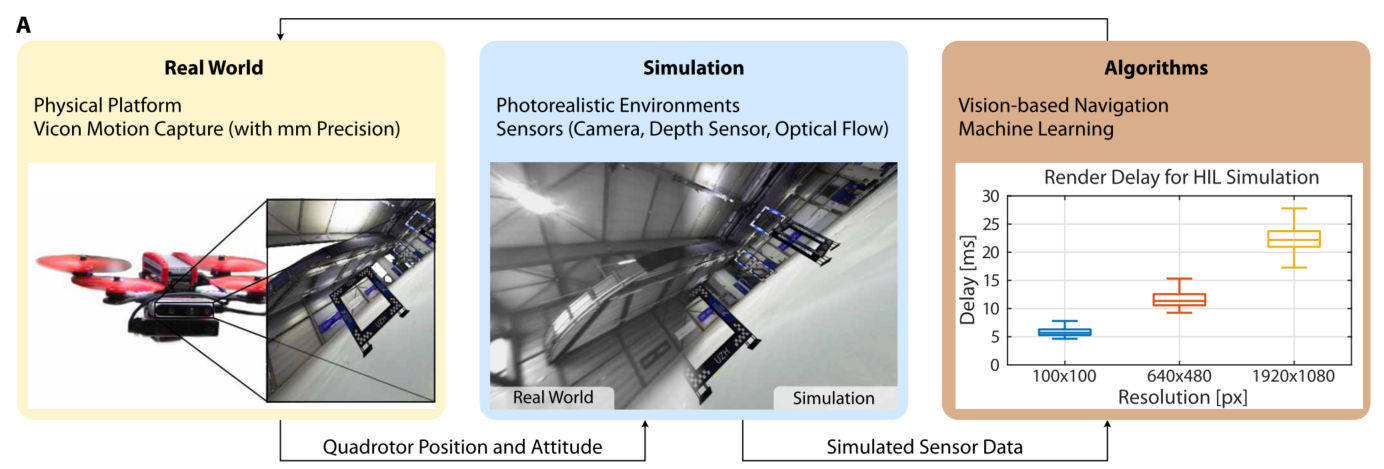 A
Real World
Physical Platform
Vicon Motion Capture (with mm Precision)
UZH
Simulation
Photorealistic Environments
Sensors (Camera, Depth Sensor, Optical Flow)
UZH
Real World
Simulation
Algorithms
Vision-based Navigation
Machine Learning
Render Delay for HIL Simulation
30
25
20
15
10
5
0
Delay [ms]
100x100
640x480
1920x1080
Resolution [px]
Quadrotor Position and Attitude
Simulated Sensor Data